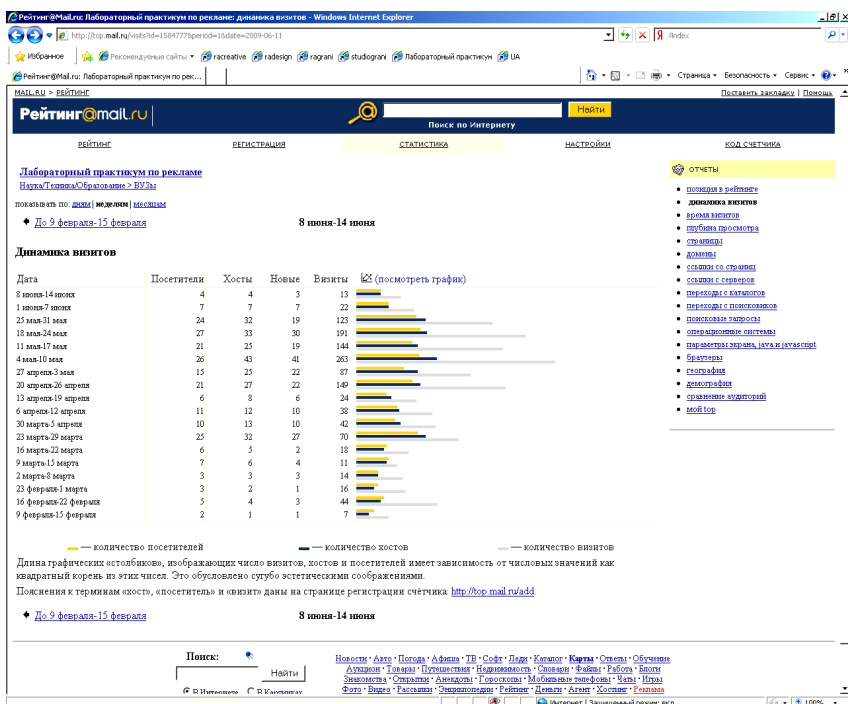 Рейтинг@Mail.ru: Лабораторный практикум по рекламе: динамика визитов - Windows Internet Explorer
http://top.mail.ru/visits?id=1584777&period=1&date=2009-06-11
Яндекс
Избранное Рекомендуемые сайты racreative radesign ragrani studiograni Лабораторный практикум UA
Рейтинг@Mail.ru: Лабораторный практикум по рек... Страница Безопасность Сервис
MAIL.RU > РЕЙТИНГ Поставить закладку | Помощь
Рейтинг@mail.ru Найти
Поиск по Интернету
РЕЙТИНГ РЕГИСТРАЦИЯ СТАТИСТИКА НАСТРОЙКИ КОД СЧЕТЧИКА
Лабораторный практикум по рекламе
Наука/Техника/Образование > ВУЗы
показывать по: дням | неделям | месяцам
До 9 февраля-15 февраля 8 июня-14 июня
Динамика визитов
Дата Посетители Хосты Новые Визиты (посмотреть график)
8 июня-14 июня 4 4 3 13
1 июня-7 июня 7 7 7 22
25 мая-31 мая 24 32 19 123
18 мая-24 мая 27 33 30 191
11 мая-17 мая 21 25 19 144
4 мая-10 мая 26 43 41 263
27 апреля-3 мая 15 25 22 87
20 апреля-26 апреля 21 27 22 149
13 апреля-19 апреля 6 8 6 24
6 апреля-12 апреля 11 12 10 38
30 марта-5 апреля 10 13 10 42
23 марта-29 марта 25 32 27 70
16 марта-22 марта 6 5 2 18
9 марта-15 марта 7 6 4 11
2 марта-8 марта 3 3 3 14
23 февраля-1 марта 3 2 1 16
16 февраля-22 февраля 5 4 3 44
9 февраля-15 февраля 2 1 1 7
— количество посетителей — количество хостов — количество визитов
Длина графических «столбиков», изображающих число визитов, хостов и посетителей имеет зависимость от числовых значений как
квадратный корень из этих чисел. Это обусловлено сугубо эстетическими соображениями.
Пояснения к терминам «хост», «посетитель» и «визит» даны на странице регистрации счётчика: http://top.mail.ru/add.
До 9 февраля-15 февраля 8 июня-14 июня
ОТЧЕТЫ
позиция в рейтинге
динамика визитов
время визитов
глубина просмотра
страницы
домены
ссылки со страниц
ссылки с серверов
переходы с каталогов
переходы с поисковиков
поисковые запросы
операционные системы
параметры экрана, java и javascript
браузеры
география
демография
сравнение аудиторий
мой top
Поиск:
Найти
В Интернете В Картинках
Новости · Авто · Погода · Афиша · ТВ · Софт · Леди · Каталог · Карты · Ответы · Обучение
Аукцион · Товары · Путешествия · Недвижимость · Словари · Файлы · Работа · Блоги
Знакомства · Открытки · Анекдоты · Гороскопы · Мобильные телефоны · Чаты · Игры
Фото · Видео · Рассылки · Энциклопедии · Рейтинг · Деньги · Агент · Хостинг · Реклама
Интернет | Защищенный режим: вкл. 100%